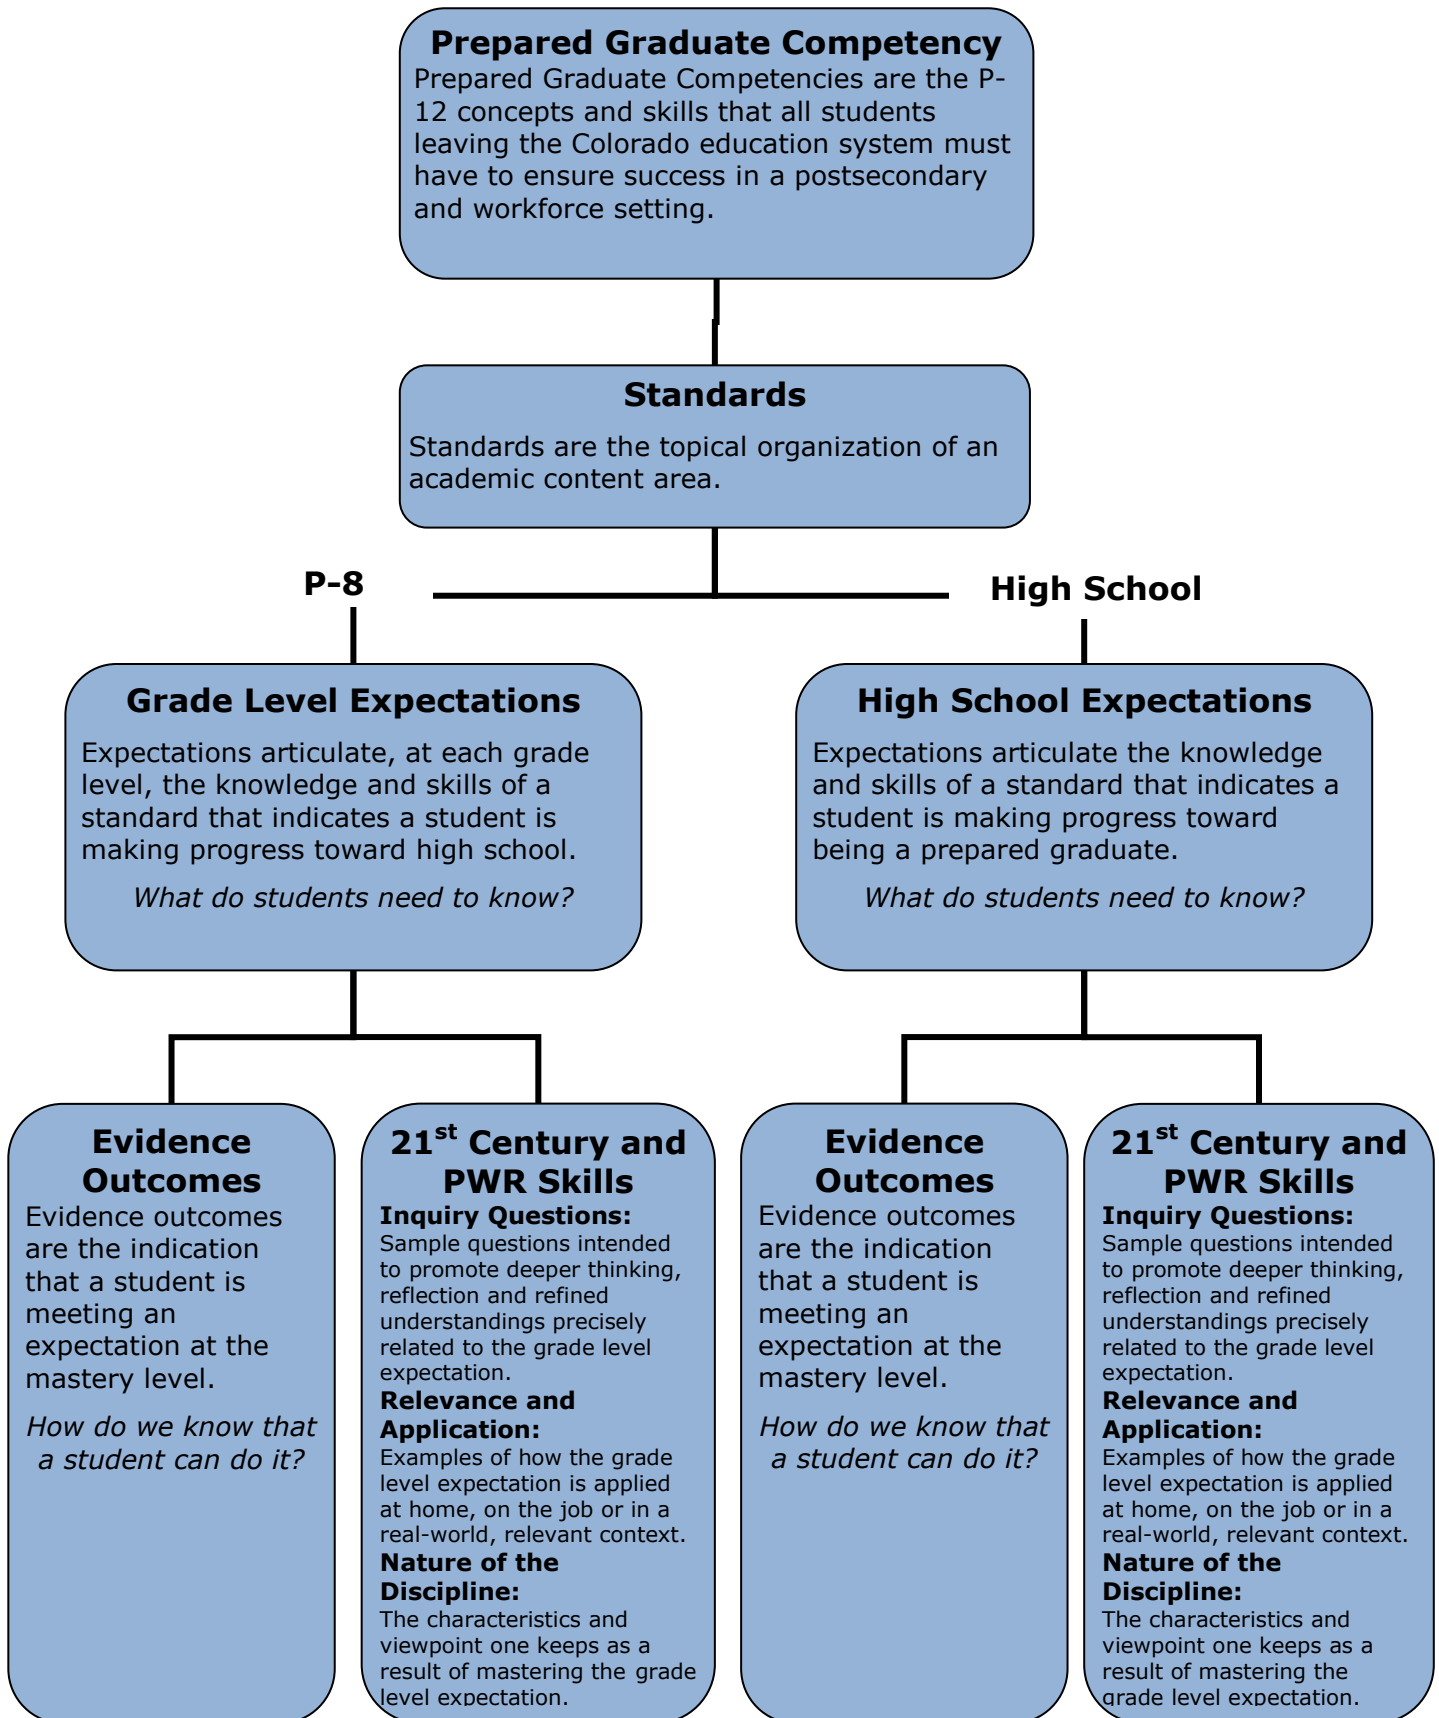 Prepared Graduate Competency
Prepared Graduate Competencies are the P-
12 concepts and skills that all students
leaving the Colorado education system must
have to ensure success in a postsecondary
and workforce setting.
Standards
Standards are the topical organization of an
academic content area.
P-8
High School
Grade Level Expectations
Expectations articulate, at each grade
level, the knowledge and skills of a
standard that indicates a student is
making progress toward high school.
What do students need to know?
High School Expectations
Expectations articulate the knowledge
and skills of a standard that indicates a
student is making progress toward
being a prepared graduate.
What do students need to know?
Evidence
Outcomes
Evidence outcomes
are the indication
that a student is
meeting an
expectation at the
mastery level.
How do we know that
a student can do it?
21st Century and
PWR Skills
Inquiry Questions:
Sample questions intended
to promote deeper thinking,
reflection and refined
understandings precisely
related to the grade level
expectation.
Relevance and
Application:
Examples of how the grade
level expectation is applied
at home, on the job or in a
real-world, relevant context.
Nature of the
Discipline:
The characteristics and
viewpoint one keeps as a
result of mastering the grade
level expectation.
Evidence
Outcomes
Evidence outcomes
are the indication
that a student is
meeting an
expectation at the
mastery level.
How do we know that
a student can do it?
21st Century and
PWR Skills
Inquiry Questions:
Sample questions intended
to promote deeper thinking,
reflection and refined
understandings precisely
related to the grade level
expectation.
Relevance and
Application:
Examples of how the grade
level expectation is applied
at home, on the job or in a
real-world, relevant context.
Nature of the
Discipline:
The characteristics and
viewpoint one keeps as a
result of mastering the
grade level expectation.